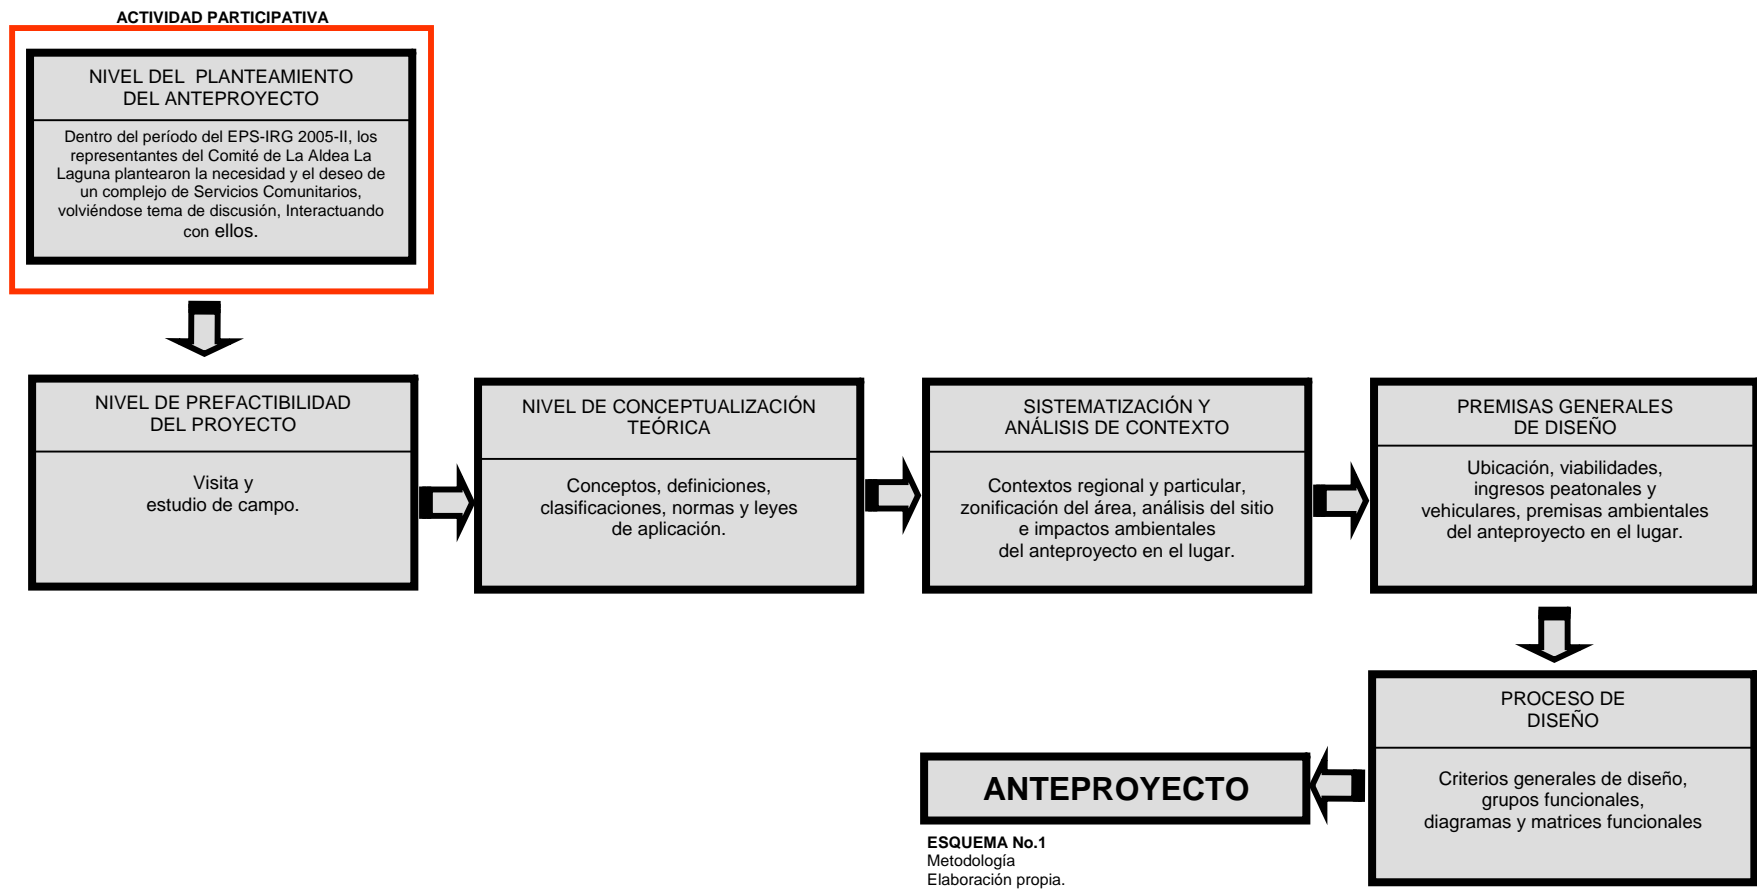 ACTIVIDAD PARTICIPATIVA
NIVEL DEL PLANTEAMIENTO
DEL ANTEPROYECTO
Dentro del período del EPS-IRG 2005-II, los
representantes del Comité de La Aldea La
Laguna plantearon la necesidad y el deseo de
un complejo de Servicios Comunitarios,
volviéndose tema de discusión, Interactuando
con ellos.
NIVEL DE PREFACTIBILIDAD
DEL PROYECTO
Visita y
estudio de campo.
NIVEL DE CONCEPTUALIZACIÓN
TEÓRICA
Conceptos, definiciones,
clasificaciones, normas y leyes
de aplicación.
SISTEMATIZACIÓN Y
ANÁLISIS DE CONTEXTO
Contextos regional y particular,
zonificación del área, análisis del sitio
e impactos ambientales
del anteproyecto en el lugar.
PREMISAS GENERALES
DE DISEÑO
Ubicación, viabilidades,
ingresos peatonales y
vehiculares, premisas ambientales
del anteproyecto en el lugar.
PROCESO DE
DISEÑO
Criterios generales de diseño,
grupos funcionales,
diagramas y matrices funcionales
ANTEPROYECTO
ESQUEMA No.1
Metodología
Elaboración propia.